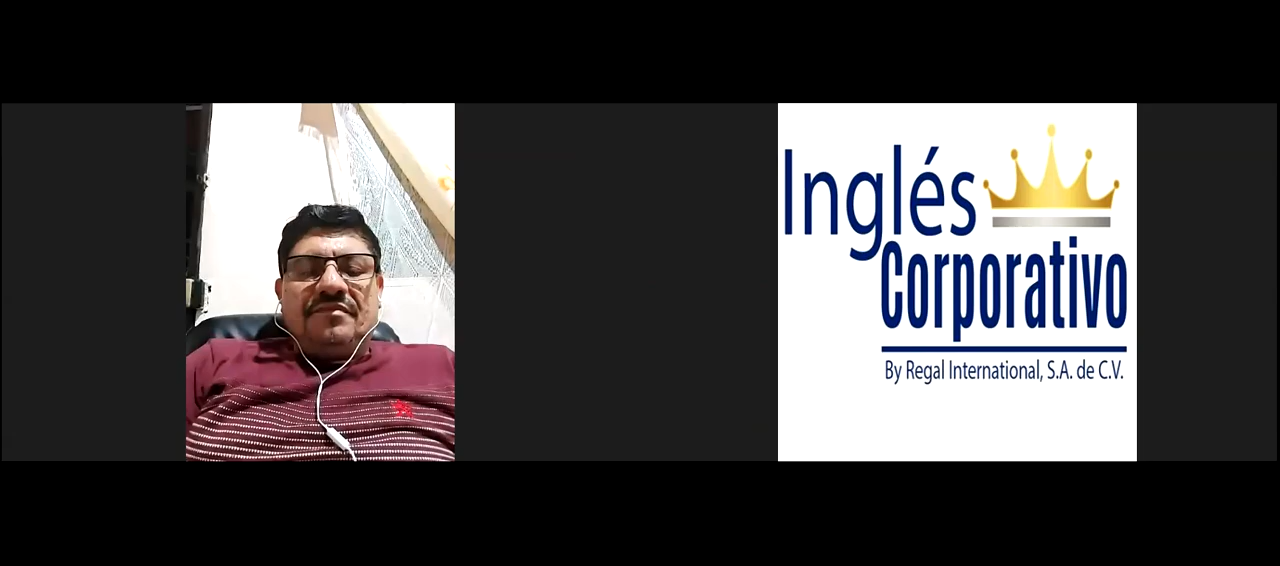 Inglés
Corporativo
By Regal International, S.A. de C.V.